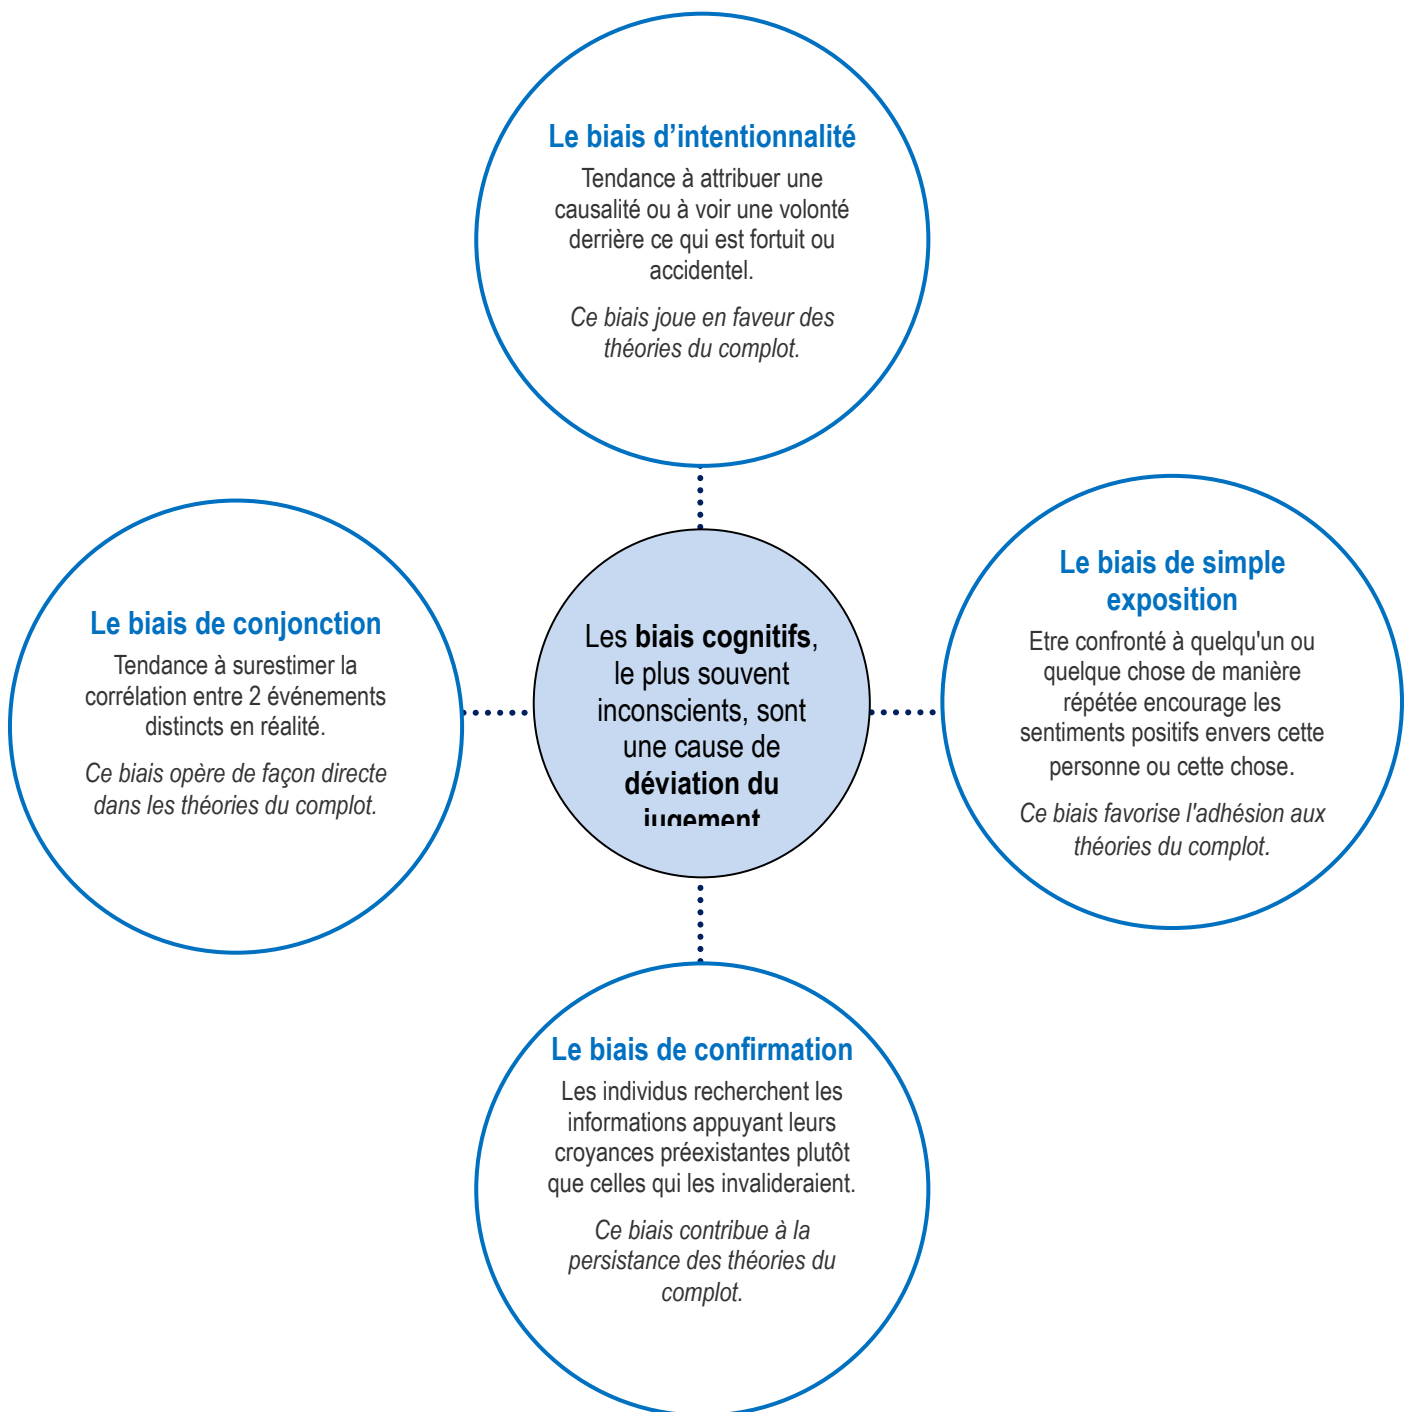 Le biais d’intentionnalité
Tendance à attribuer une
causalité ou à voir une volonté
derrière ce qui est fortuit ou
accidentel.
Ce biais joue en faveur des
théories du complot.
Le biais de conjonction
Tendance à surestimer la
corrélation entre 2 événements
distincts en réalité.
Ce biais opère de façon directe
dans les théories du complot.
Les biais cognitifs,
le plus souvent
inconscients, sont
une cause de
déviation du
jugement
Le biais de simple
exposition
Etre confronté à quelqu'un ou
quelque chose de manière
répétée encourage les
sentiments positifs envers cette
personne ou cette chose.
Ce biais favorise l'adhésion aux
théories du complot.
Le biais de confirmation
Les individus recherchent les
informations appuyant leurs
croyances préexistantes plutôt
que celles qui les invalideraient.
Ce biais contribue à la
persistance des théories du
complot.